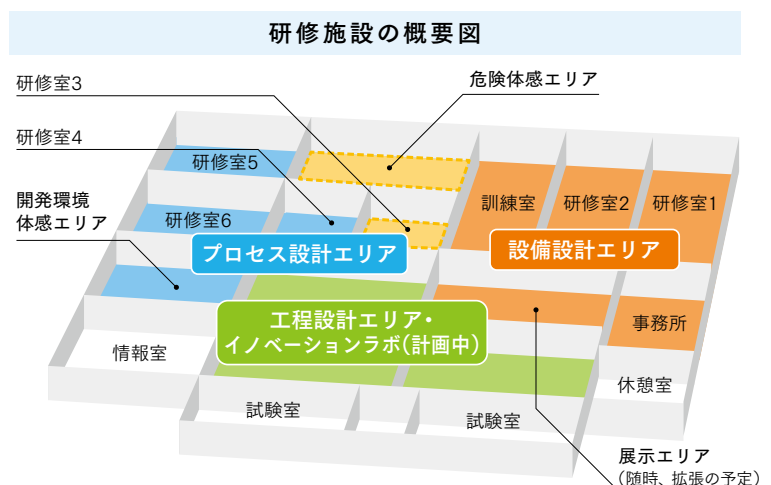 研修施設の概要図
研修室3
危険体感エリア
研修室4
研修室5
開発環境
体感エリア
研修室6
訓練室
研修室2
研修室1
プロセス設計エリア
設備設計エリア
工程設計エリア・
イノベーションラボ(計画中)
事務所
情報室
休憩室
試験室
試験室
展示エリア
(随時、拡張の予定)